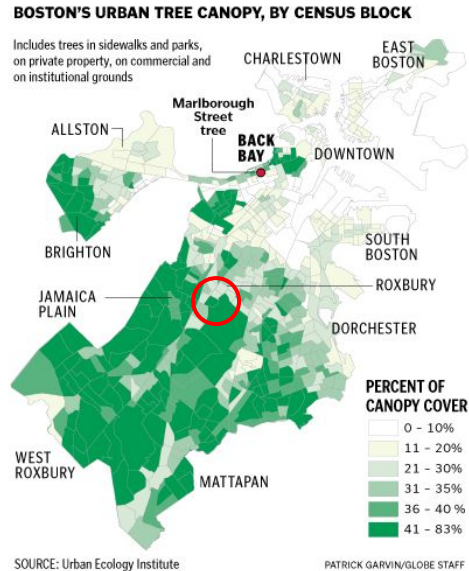 BOSTON'S URBAN TREE CANOPY, BY CENSUS BLOCK
Includes trees in sidewalks and parks,
on private property, on commercial and
on institutional grounds
CHARLESTOWN
EAST
BOSTON
Marlborough
Street
tree
ALLSTON
BACK
BAY
DOWNTOWN
BRIGHTON
SOUTH
BOSTON
JAMAICA
PLAIN
ROXBURY
DORCHESTER
WEST
ROXBURY
MATTAPAN
PERCENT OF
CANOPY COVER
0 - 10%
11 - 20%
21 - 30%
31 - 35%
36 - 40 %
41 - 83%
SOURCE: Urban Ecology Institute
PATRICK GARVIN/GLOBE STAFF